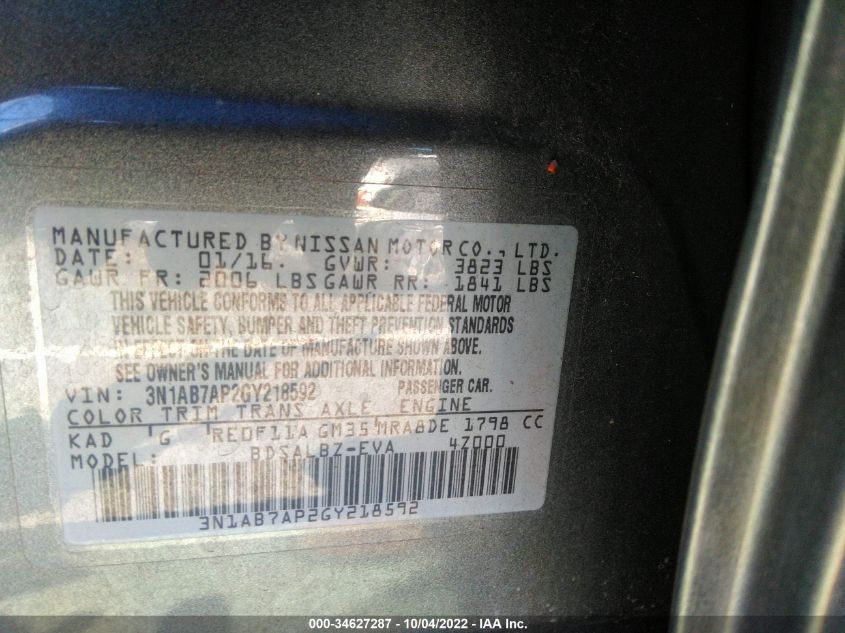 MANUFACTURED BY NISSAN MOTOR CO., LTD.
DATE: 01/16. GVWR: 3823 LBS
GAWR FR: 2006 LBS GAWR RR: 1841 LBS
THIS VEHICLE CONFORMS TO ALL APPLICABLE FEDERAL MOTOR
VEHICLE SAFETY, BUMPER AND THEFT PREVENTION STANDARDS
IN EFFECT ON THE DATE OF MANUFACTURE SHOWN ABOVE.
SEE OWNER'S MANUAL FOR ADDITIONAL INFORMATION.
VIN: 3N1AB7AP2GY218592 PASSENGER CAR.
COLOR TRIM TRANS AXLE ENGINE
KAD G RE0F11A GM35 MRA8DE 1798 CC
MODEL: BDSALBZ-EVA 4Z000
3N1AB7AP2GY218592
000-34627287 - 10/04/2022 - IAA Inc.